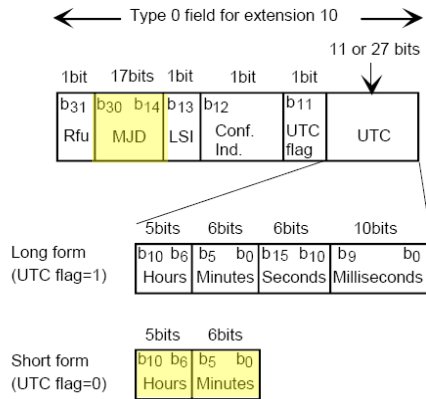 Type 0 field for extension 10
11 or 27 bits
1bit 17bits 1bit 1bit 1bit
b31 b30 b14 b13 b12 b11
Rfu MJD LSI Conf. Ind. UTC flag UTC
5bits 6bits 6bits 10bits
Long form b10 b6 b5 b0 b15 b10 b9 b0
(UTC flag=1) Hours Minutes Seconds Milliseconds
5bits 6bits
Short form b10 b6 b5 b0
(UTC flag=0) Hours Minutes